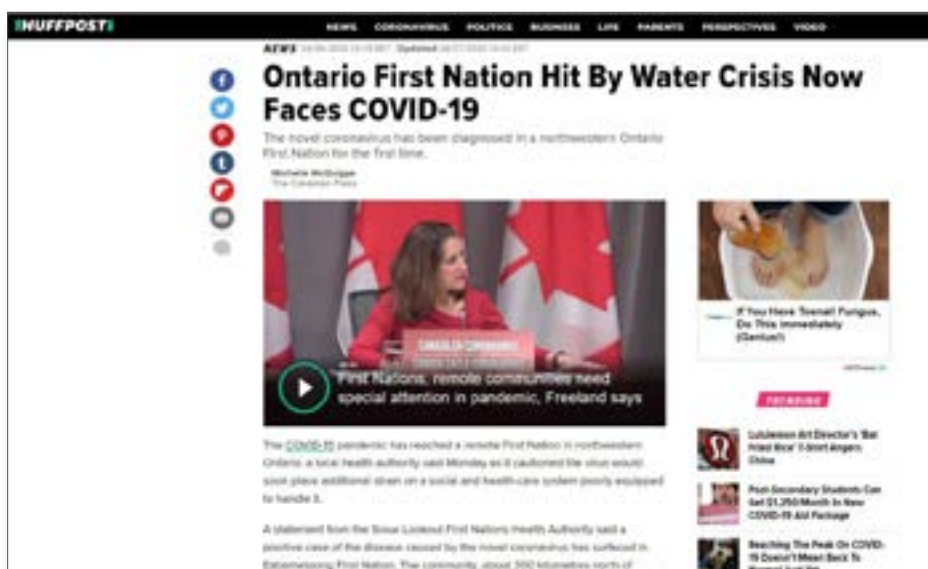 HUFFPOST
NEWS CORONAVIRUS POLITICS BUSINESS LIFE PARENTS PERSPECTIVES VIDEO
NEWS
Updated
Ontario First Nation Hit By Water Crisis Now
Faces COVID-19
The novel coronavirus has been diagnosed in a northwestern Ontario
First Nation for the first time.
Michelle McQuigge
The Canadian Press
First Nations, remote communities need
special attention in pandemic, Freeland says
The COVID-19 pandemic has reached a remote First Nation in northwestern
Ontario, a local health authority said Monday as it cautioned the virus would
soon place additional strain on a social and health-care system poorly equipped
to handle it.
A statement from the Sioux Lookout First Nations Health Authority said a
positive case of the disease caused by the novel coronavirus has surfaced in
First Nation. The community, about 300 kilometres north of
If You Have Toenail Fungus,
Do This Immediately
(Genius!)
TRENDING
Lululemon Art Director's 'Bat
Fried Rice' T-Shirt Angers
China
Post-Secondary Students Can
Get $1,250/Month In New
COVID-19 Aid Package
Reaching The Peak On COVID-
19 Doesn't Mean Back To